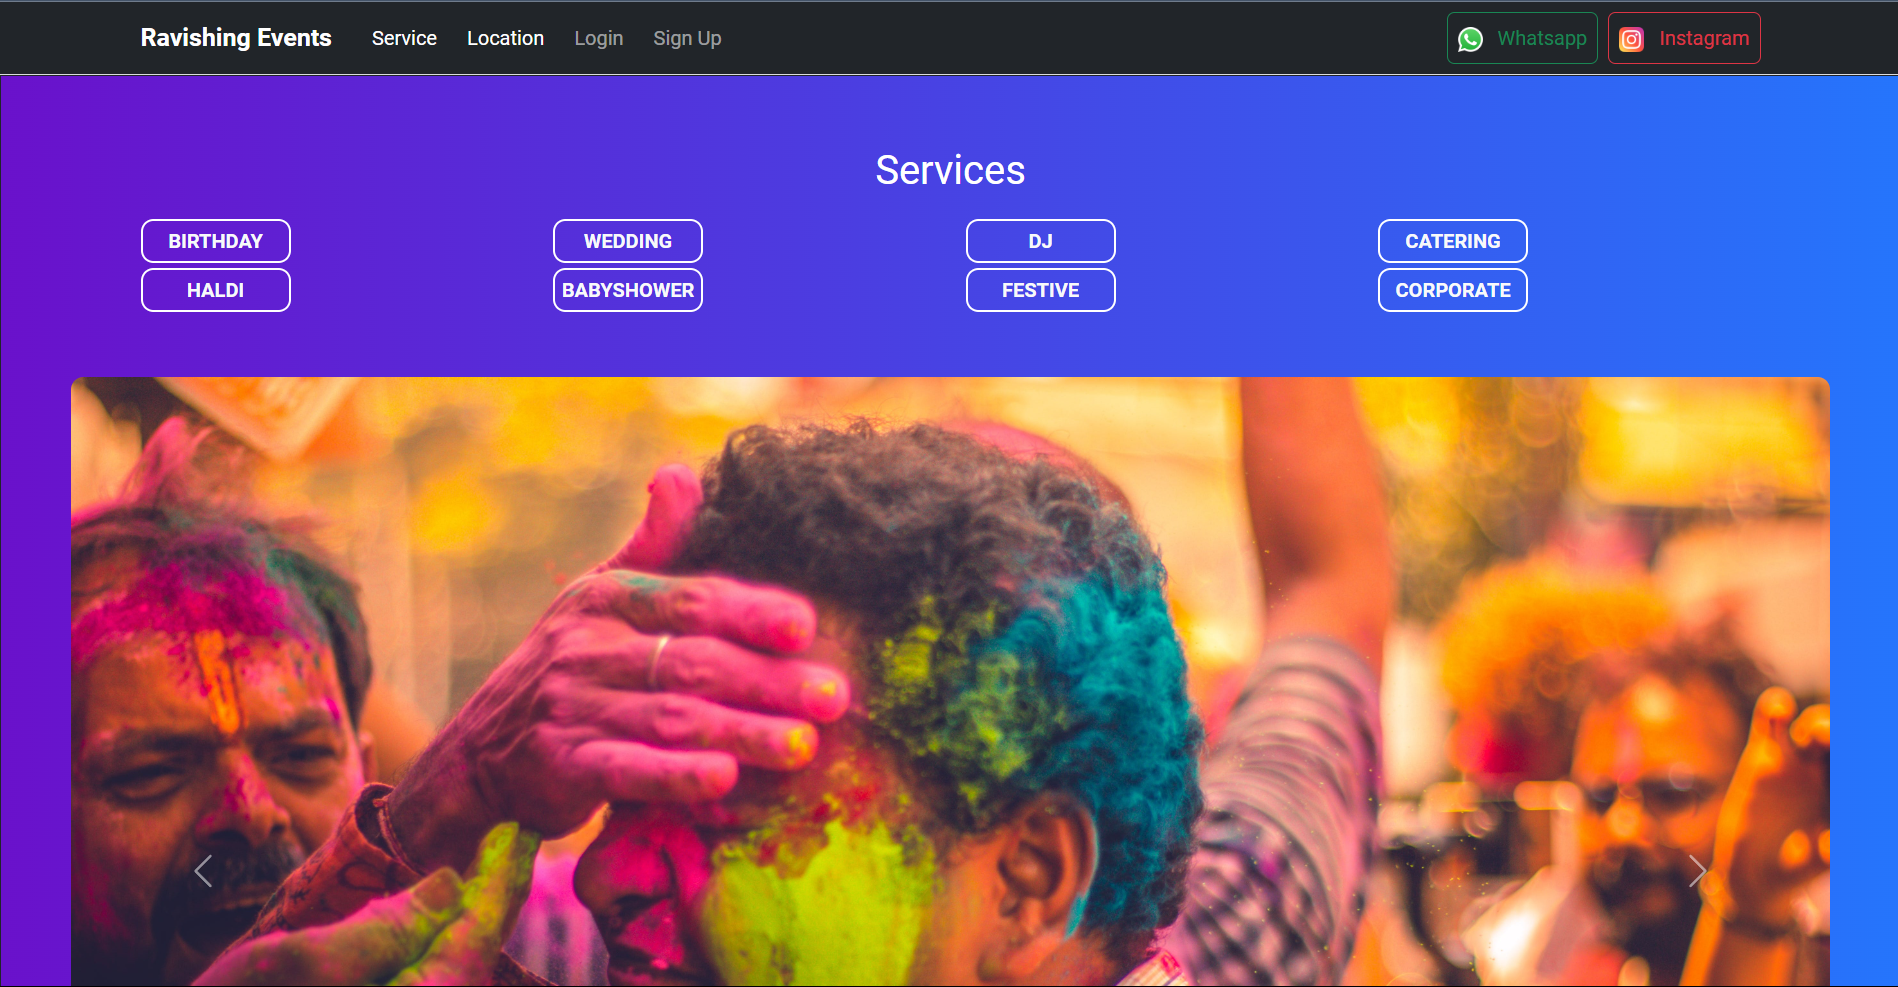 Ravishing Events Service Location Login Sign Up Whatsapp Instagram
Services
BIRTHDAY WEDDING DJ CATERING
HALDI BABYSHOWER FESTIVE CORPORATE